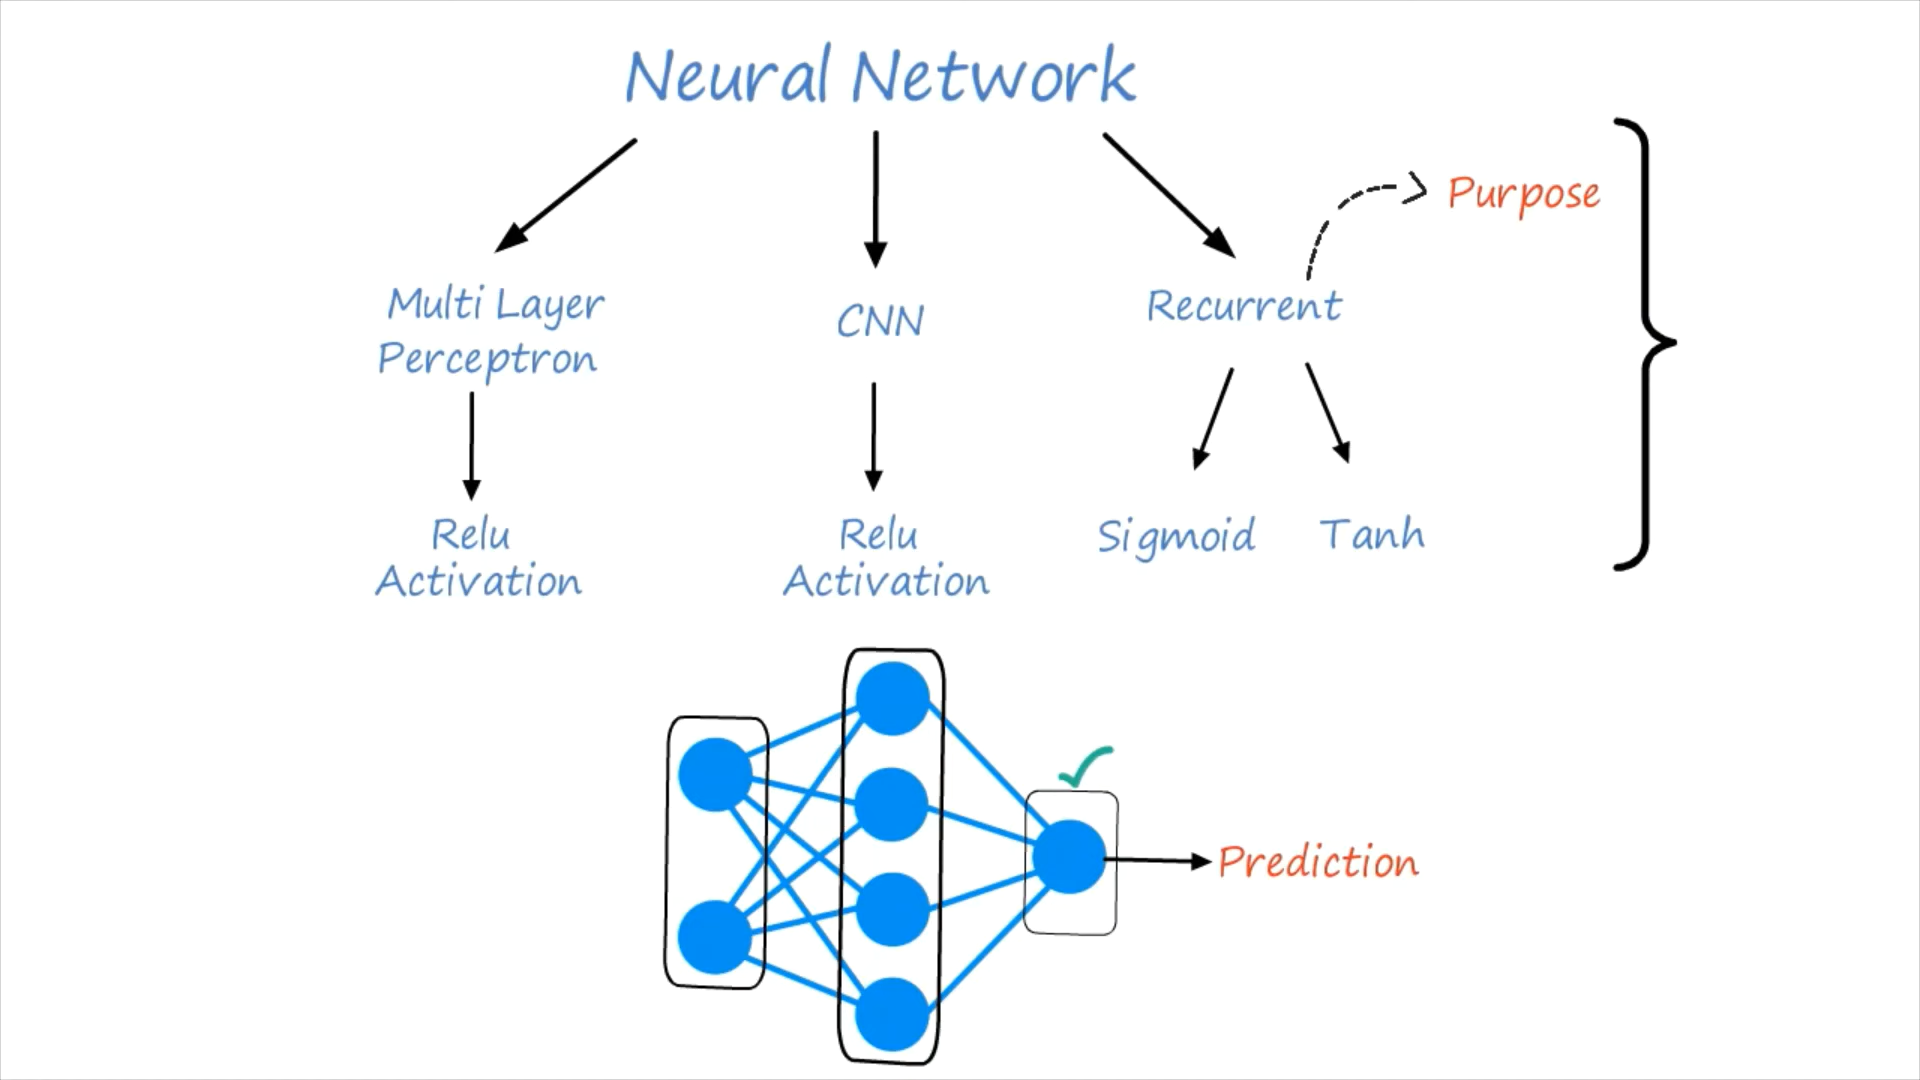 Neural Network
Purpose
Multi Layer
Perceptron
CNN
Recurrent
Relu
Activation
Relu
Activation
Sigmoid
Tanh
Prediction